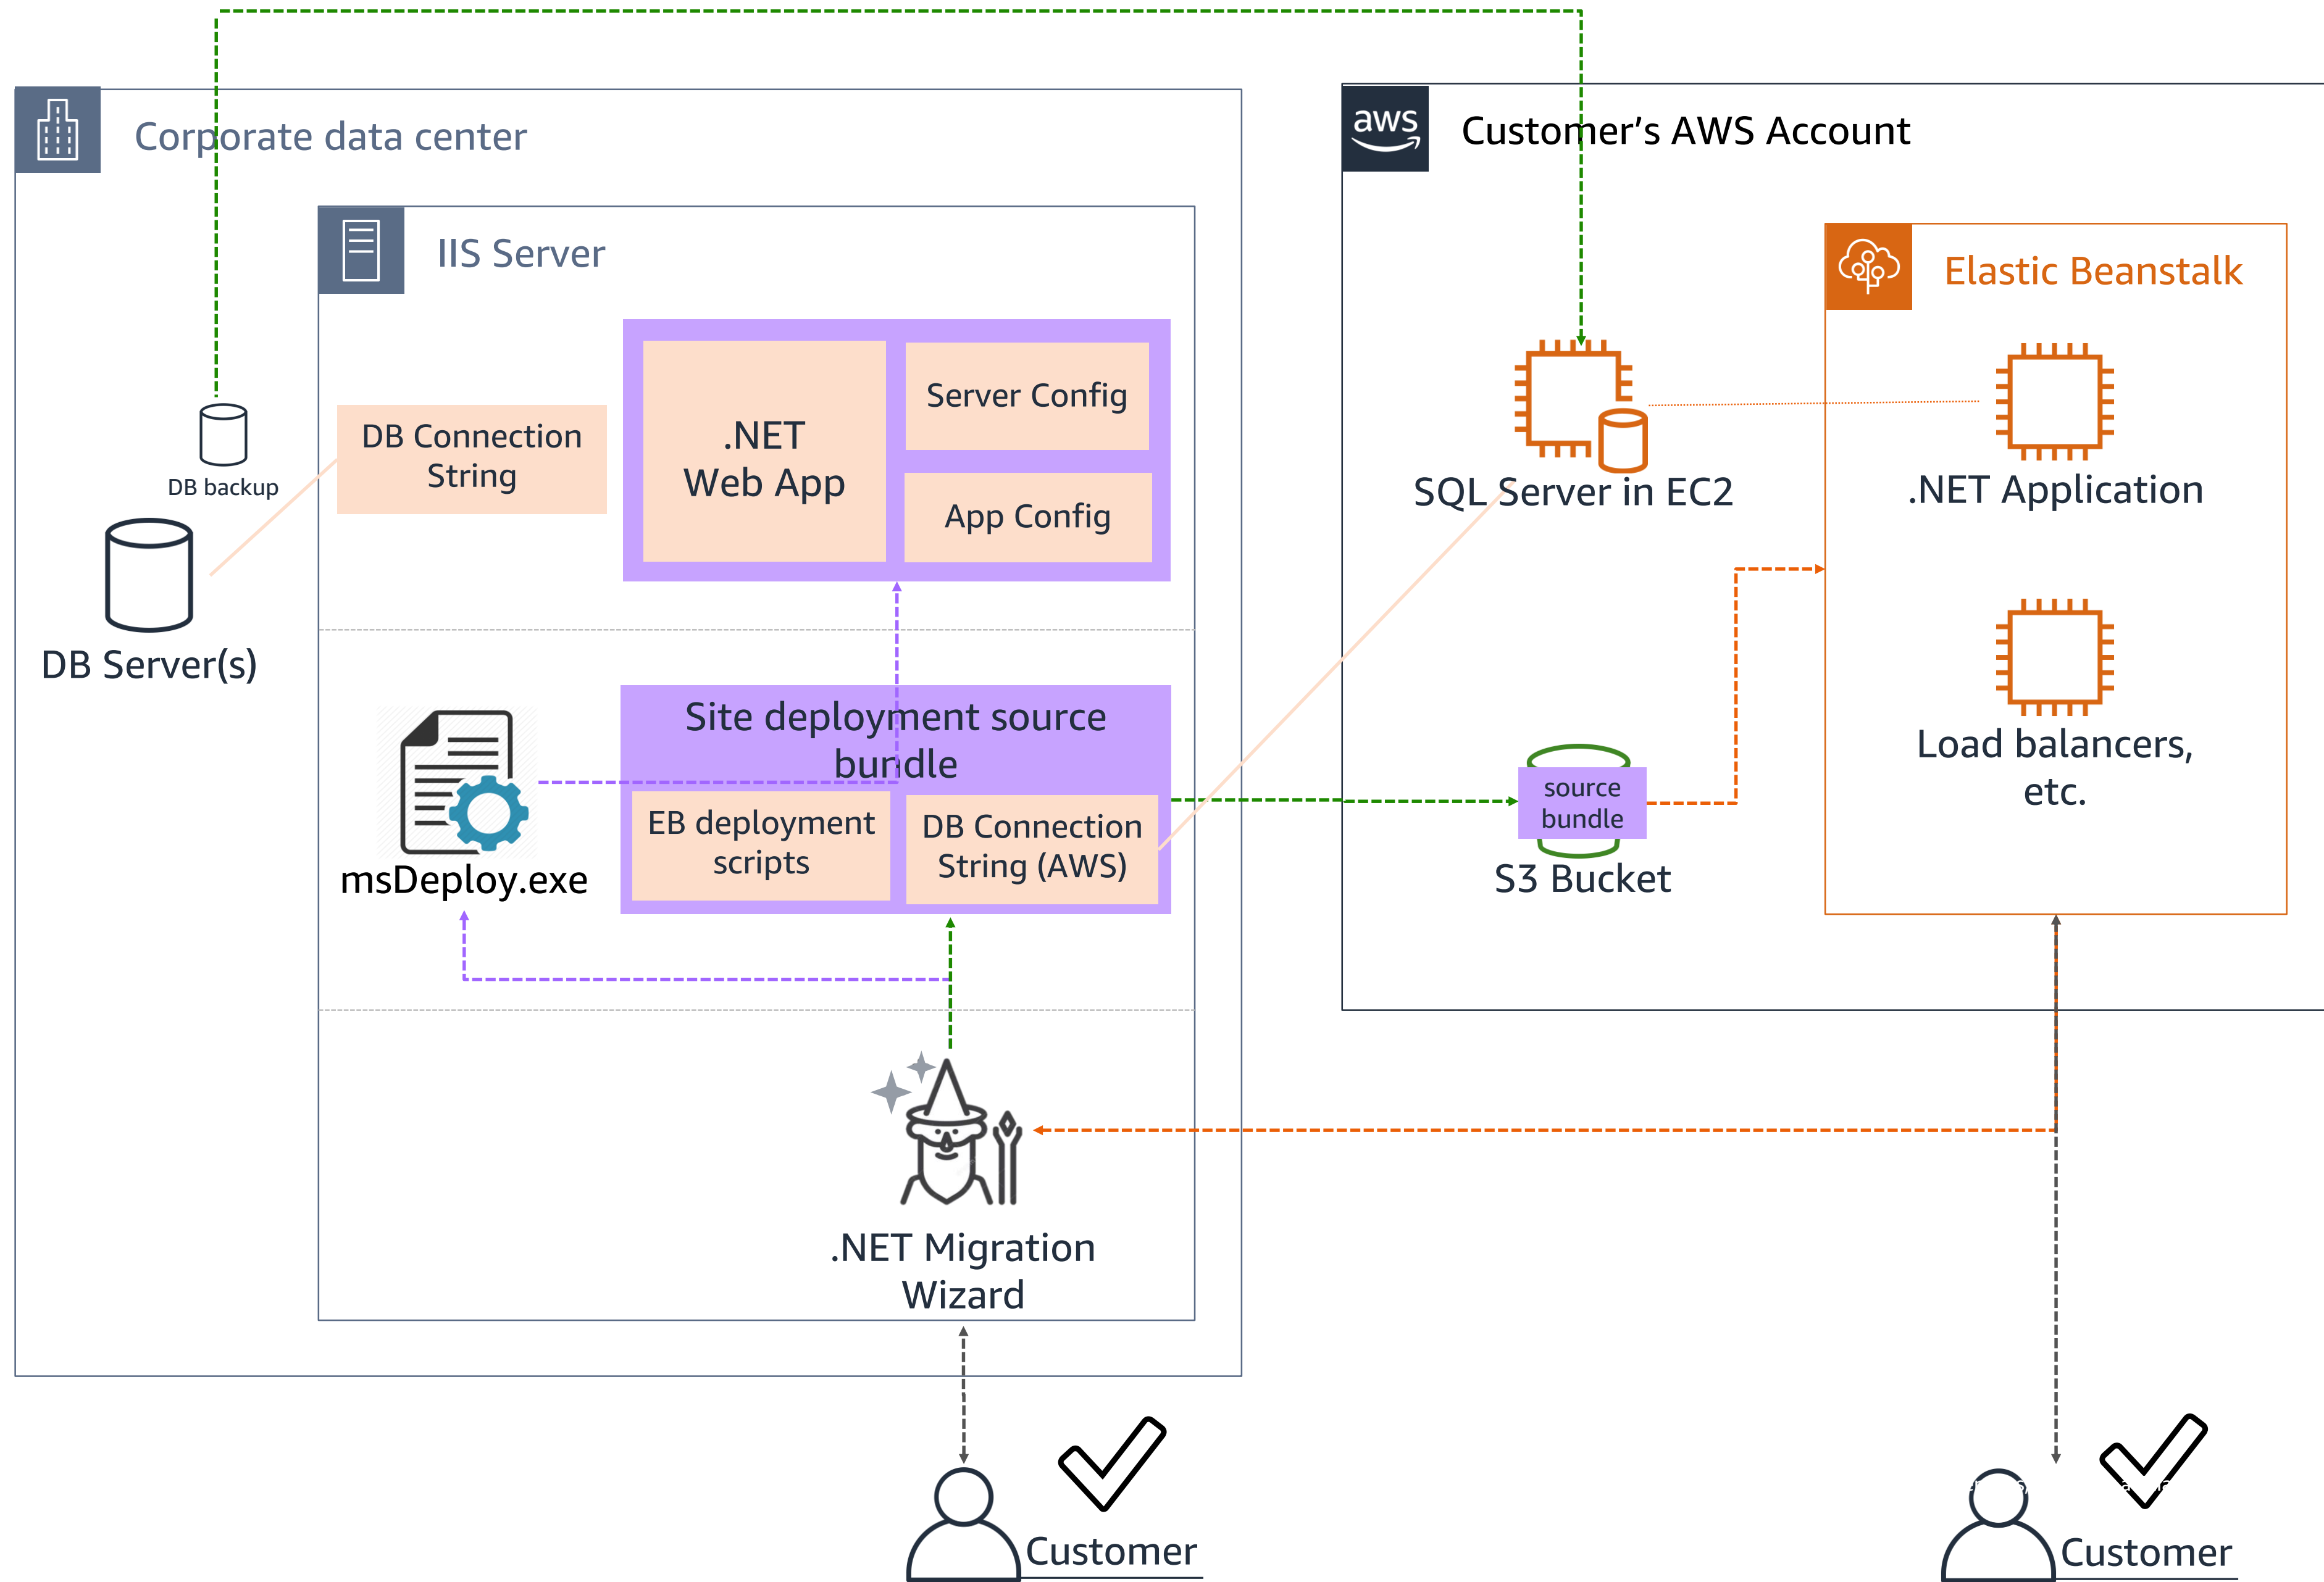 Corporate data center
aws
Customer’s AWS Account
IIS Server
Elastic Beanstalk
DB Connection
String
.NET
Web App
Server Config
App Config
DB backup
DB Server(s)
SQL Server in EC2
.NET Application
msDeploy.exe
Site deployment source
bundle
EB deployment
scripts
DB Connection
String (AWS)
source
bundle
S3 Bucket
Load balancers,
etc.
.NET Migration
Wizard
Customer
Customer